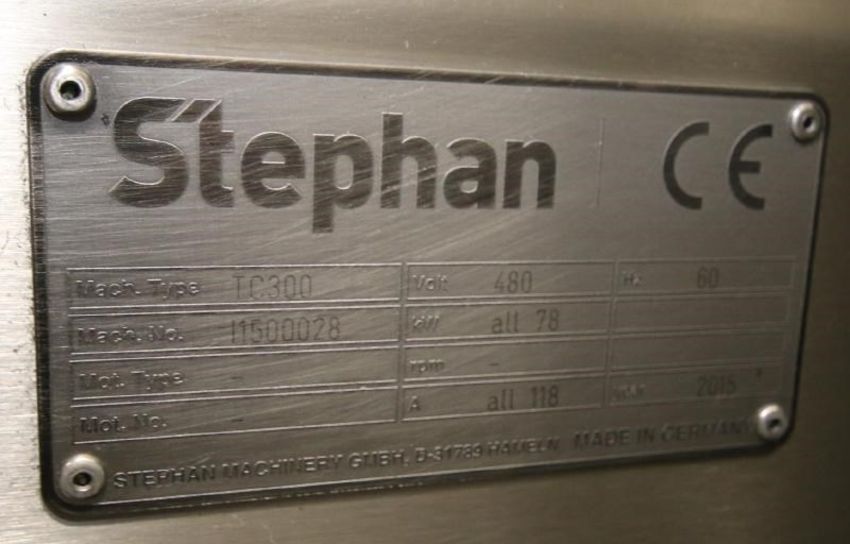 Stephan CE
Mach. Type TC300 Volt 480 Hz 60
Mach. No. I1500028 kW all 78
Mot. Type - rpm -
Mot. No. - A all 118 2015
STEPHAN MACHINERY GMBH, D-31789 HAMELN MADE IN GERMANY